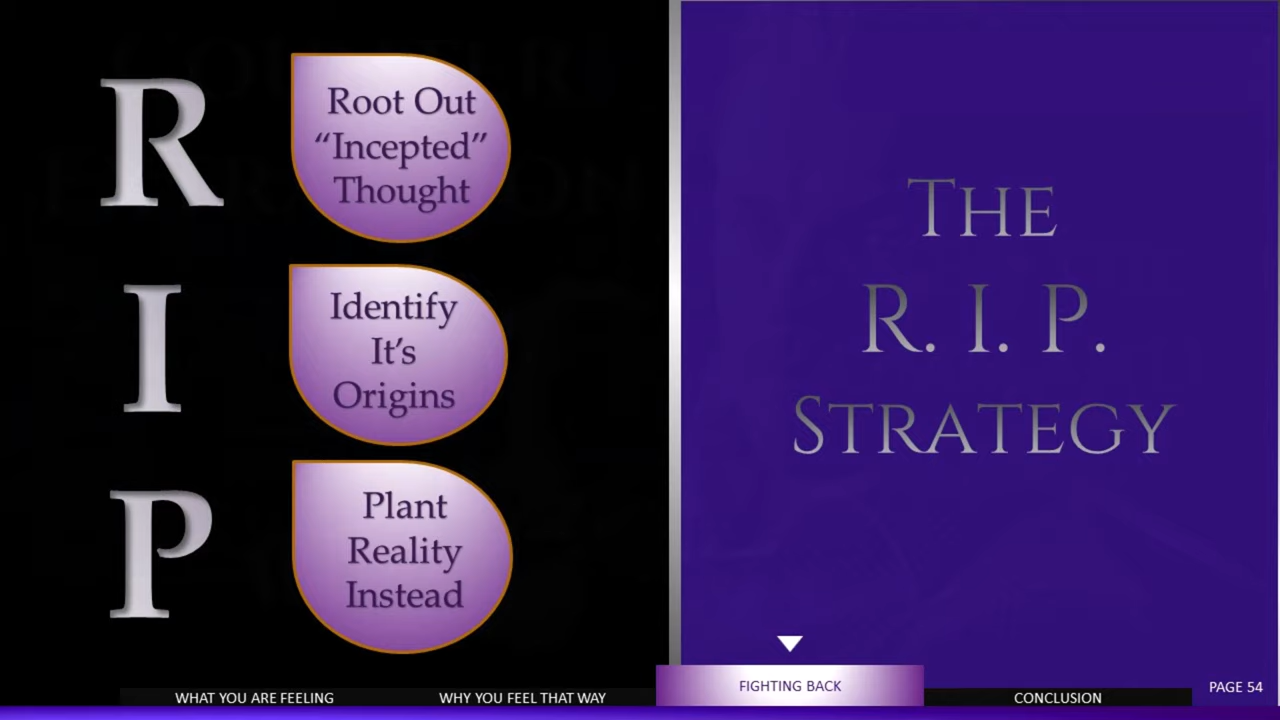 R
Root Out
“Incepted”
Thought
I
Identify
It’s
Origins
P
Plant
Reality
Instead
THE
R. I. P.
STRATEGY
WHAT YOU ARE FEELING
WHY YOU FEEL THAT WAY
FIGHTING BACK
CONCLUSION
PAGE 54